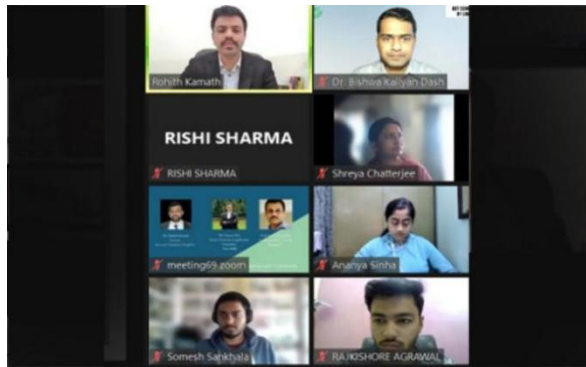 Rohith Kamath
Dr. Bishwa Kallyan Dash
RISHI SHARMA
RISHI SHARMA
Shreya Chatterjee
meeting69 zoom
Ananya Sinha
Somesh Sankhala
RAJKISHORE AGRAWAL